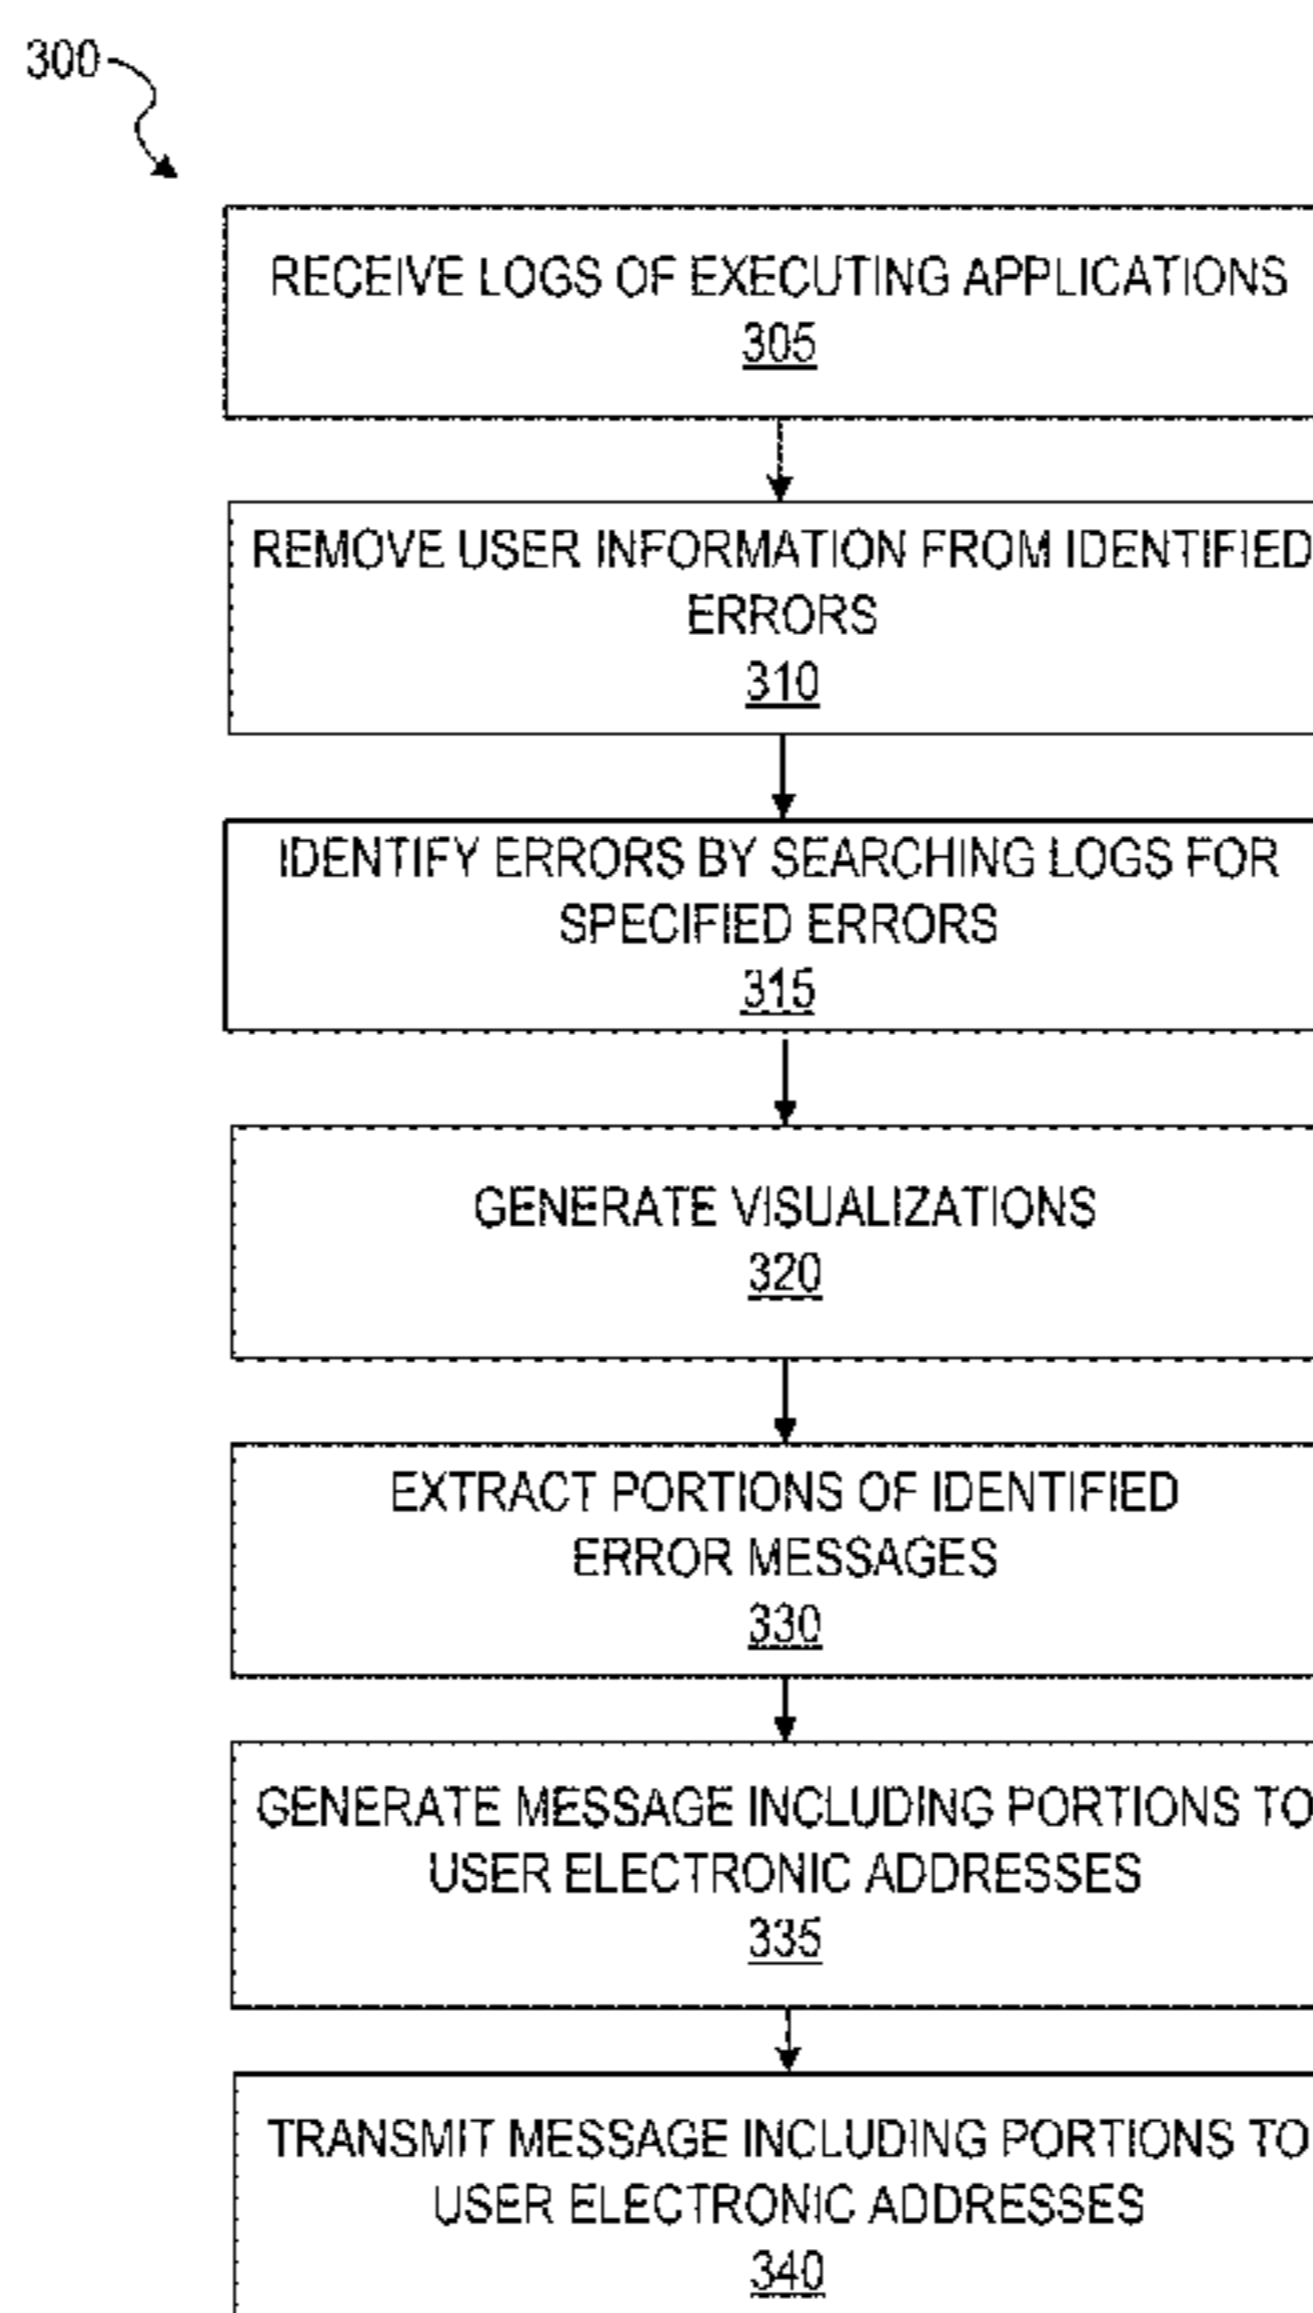 300
RECEIVE LOGS OF EXECUTING APPLICATIONS
305
REMOVE USER INFORMATION FROM IDENTIFIED
ERRORS
310
IDENTIFY ERRORS BY SEARCHING LOGS FOR
SPECIFIED ERRORS
315
GENERATE VISUALIZATIONS
320
EXTRACT PORTIONS OF IDENTIFIED
ERROR MESSAGES
330
GENERATE MESSAGE INCLUDING PORTIONS TO
USER ELECTRONIC ADDRESSES
335
TRANSMIT MESSAGE INCLUDING PORTIONS TO
USER ELECTRONIC ADDRESSES
340